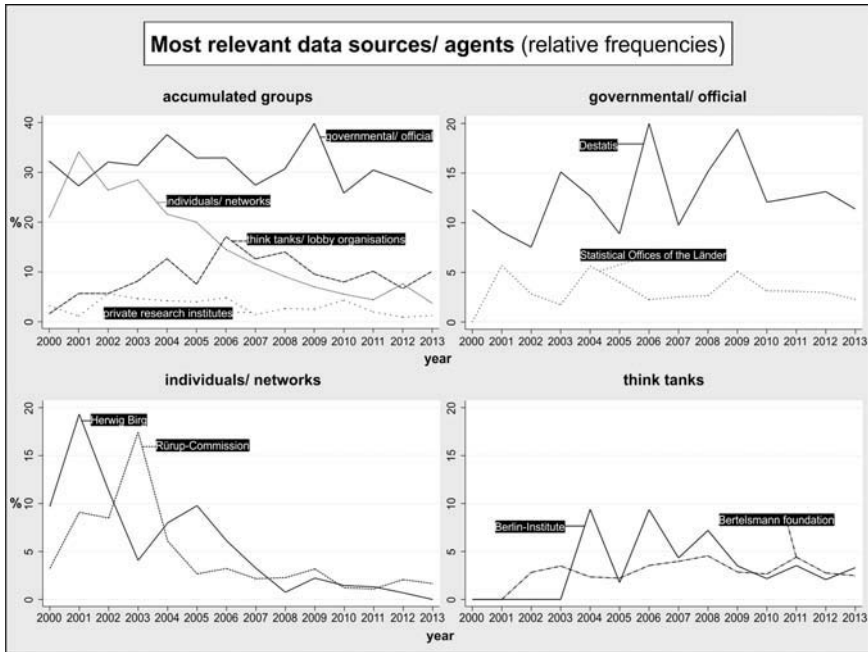 Most relevant data sources/ agents (relative frequencies)
accumulated groups
40
30
20
10
0
%
governmental/ official
individuals/ networks
think tanks/ lobby organisations
private research institutes
2000 2001 2002 2003 2004 2005 2006 2007 2008 2009 2010 2011 2012 2013
year
governmental/ official
20
15
10
5
0
Destatis
Statistical Offices of the Länder
2000 2001 2002 2003 2004 2005 2006 2007 2008 2009 2010 2011 2012 2013
individuals/ networks
20
15
10
5
0
%
Herwig Birg
Rürup-Commission
2000 2001 2002 2003 2004 2005 2006 2007 2008 2009 2010 2011 2012 2013
year
think tanks
20
15
10
5
0
Berlin-Institute
Bertelsmann foundation
2000 2001 2002 2003 2004 2005 2006 2007 2008 2009 2010 2011 2012 2013